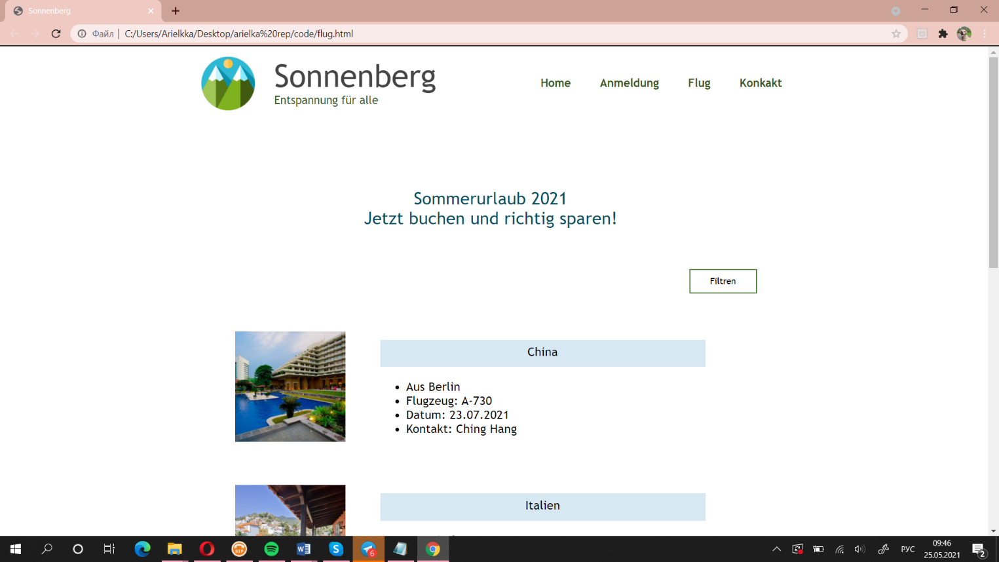 Sonnenberg
Файл | C:/Users/Arielkka/Desktop/arielka%20rep/code/flug.html
Sonnenberg
Entspannung für alle
Home Anmeldung Flug Konkakt
Sommerurlaub 2021
Jetzt buchen und richtig sparen!
Filtren
China
• Aus Berlin
• Flugzeug: A-730
• Datum: 23.07.2021
• Kontakt: Ching Hang
Italien
6
РУС
09:46
25.05.2021
2